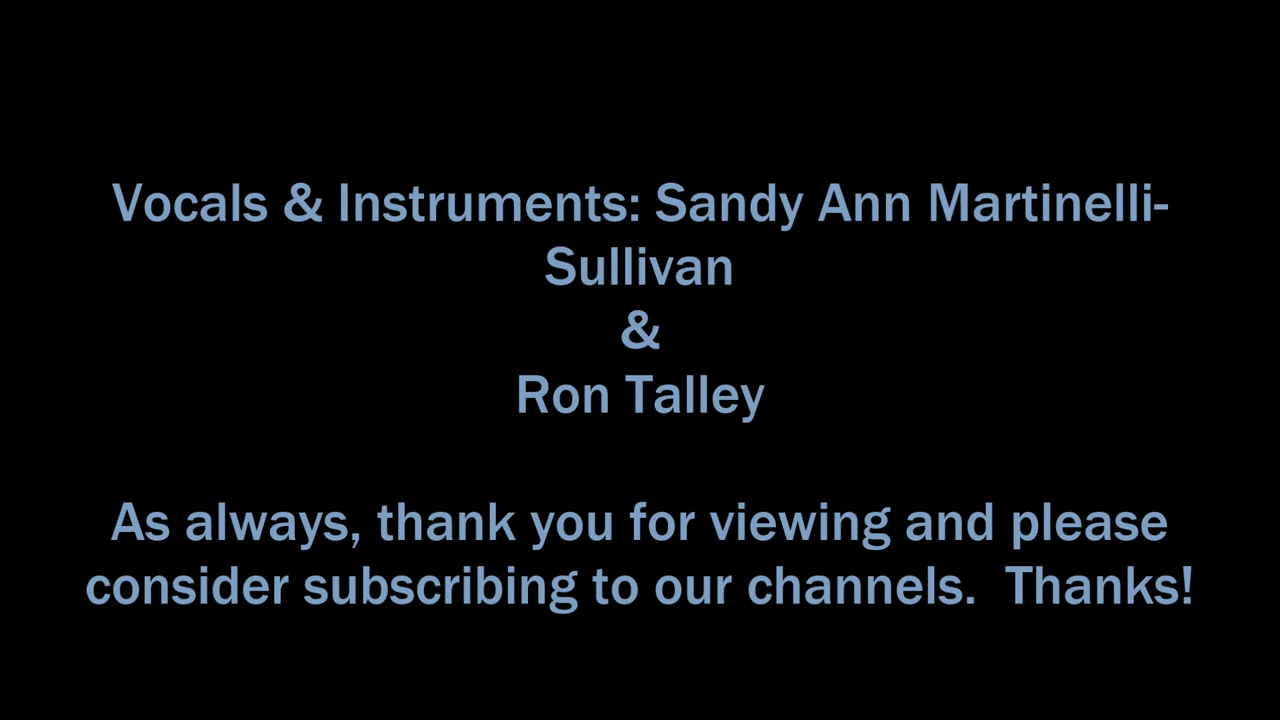 Vocals & Instruments: Sandy Ann Martinelli-
Sullivan
&
Ron Talley
As always, thank you for viewing and please
consider subscribing to our channels.  Thanks!